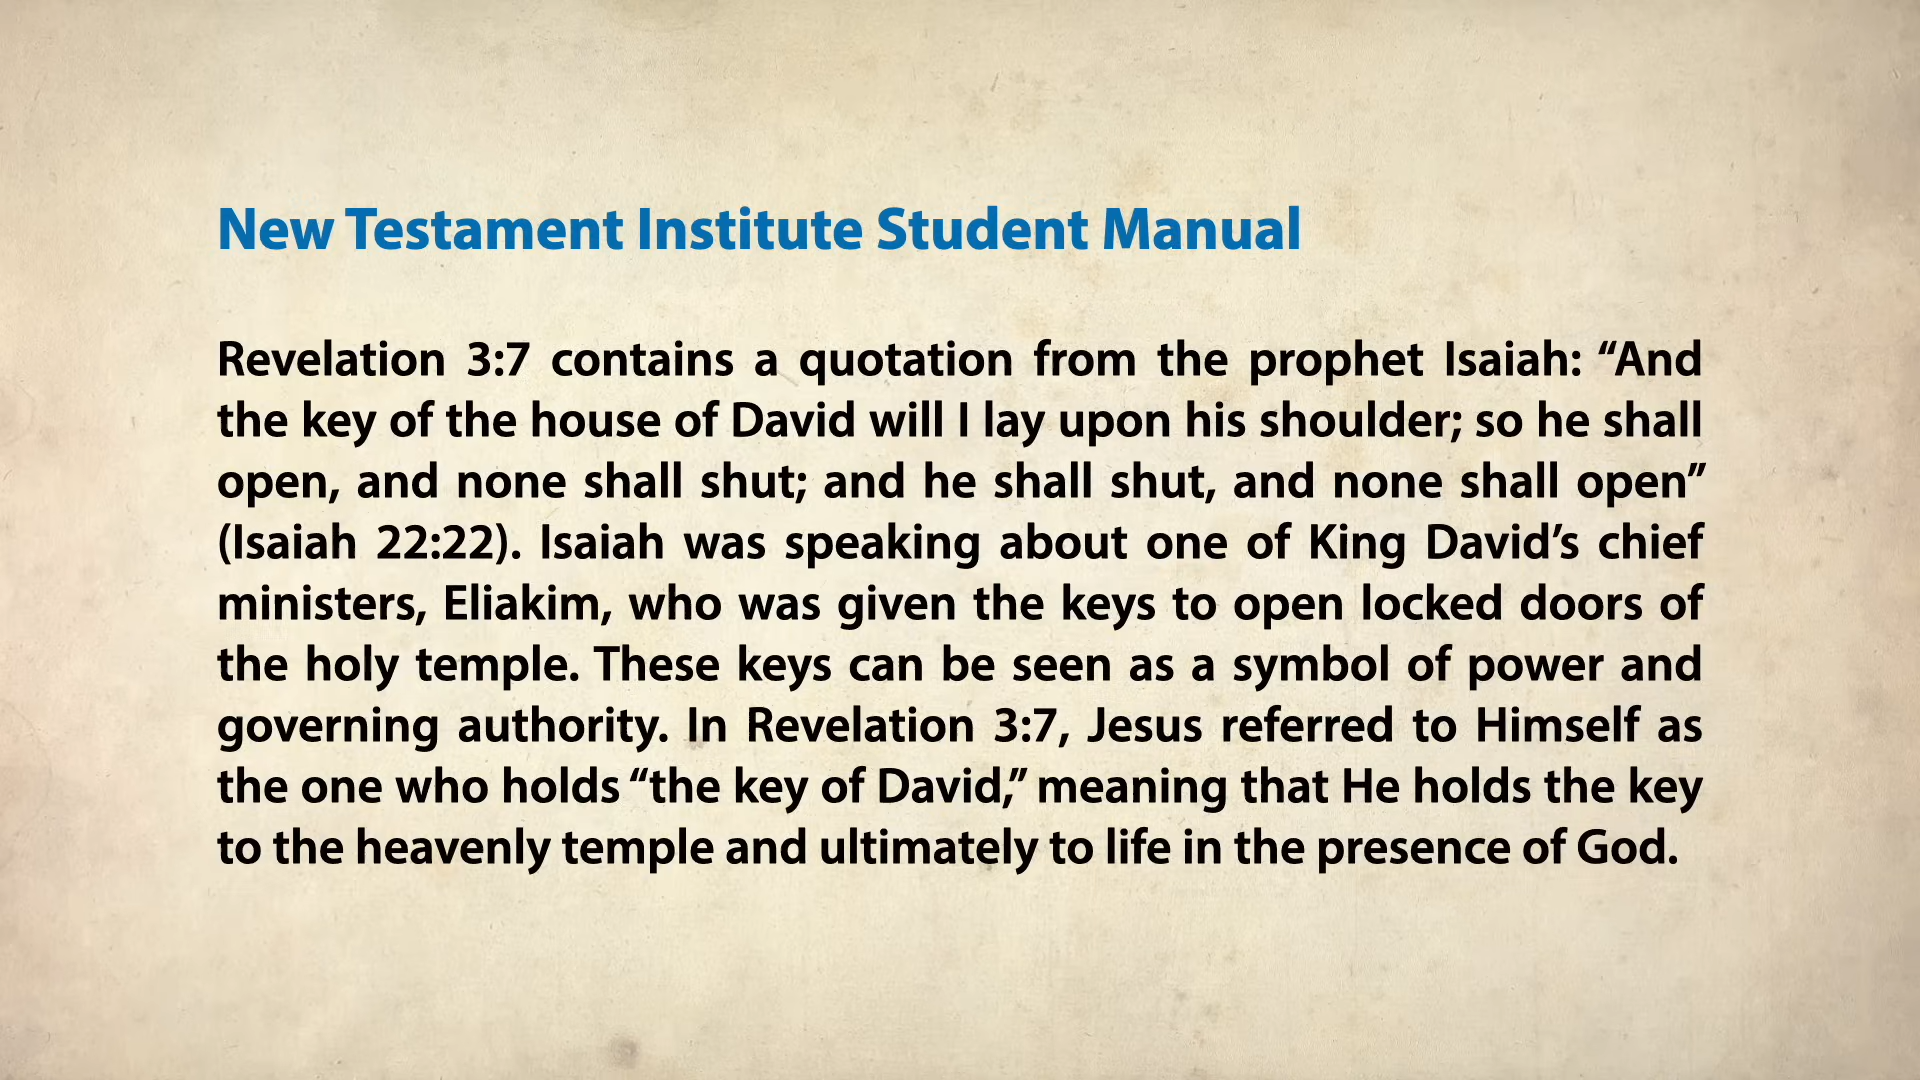 New Testament Institute Student Manual
Revelation 3:7 contains a quotation from the prophet Isaiah: “And
the key of the house of David will I lay upon his shoulder; so he shall
open, and none shall shut; and he shall shut, and none shall open”
(Isaiah 22:22). Isaiah was speaking about one of King David’s chief
ministers, Eliakim, who was given the keys to open locked doors of
the holy temple. These keys can be seen as a symbol of power and
governing authority. In Revelation 3:7, Jesus referred to Himself as
the one who holds “the key of David,” meaning that He holds the key
to the heavenly temple and ultimately to life in the presence of God.